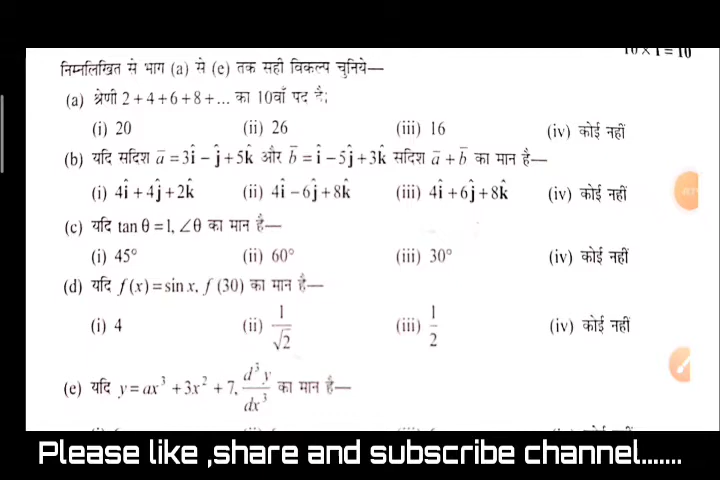 10 × 1 = 10
निम्नलिखित से भाग (a) से (e) तक सही विकल्प चुनिये—
(a) श्रेणी 2 + 4 + 6 + 8 + ... का 10वाँ पद है:
(i) 20 (ii) 26 (iii) 16 (iv) कोई नहीं
(b) यदि सदिश a̅ = 3î − ĵ + 5k̂ और b̅ = î − 5ĵ + 3k̂ सदिश a̅ + b̅ का मान है—
(i) 4î + 4ĵ + 2k̂ (ii) 4î − 6ĵ + 8k̂ (iii) 4î + 6ĵ + 8k̂ (iv) कोई नहीं
(c) यदि tan θ = 1, ∠θ का मान है—
(i) 45° (ii) 60° (iii) 30° (iv) कोई नहीं
(d) यदि f(x) = sin x, f(30) का मान है—
(i) 4 (ii) 1/√2 (iii) 1/2 (iv) कोई नहीं
(e) यदि y = ax³ + 3x² + 7, d³y/dx³ का मान है—
Please like ,share and subscribe channel.......